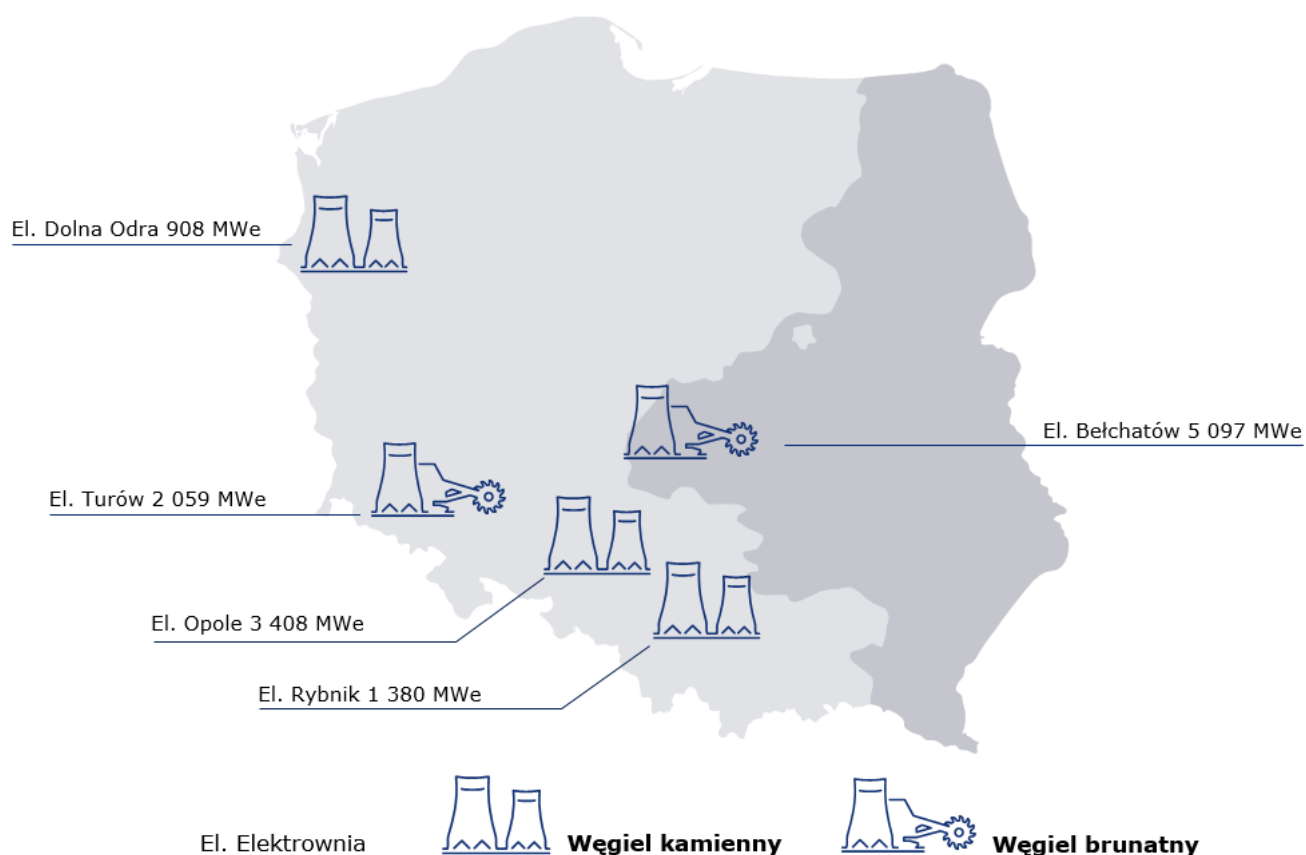 El. Dolna Odra 908 MWe
El. Bełchatów 5 097 MWe
El. Turów 2 059 MWe
El. Opole 3 408 MWe
El. Rybnik 1 380 MWe
El. Elektrownia
Węgiel kamienny
Węgiel brunatny